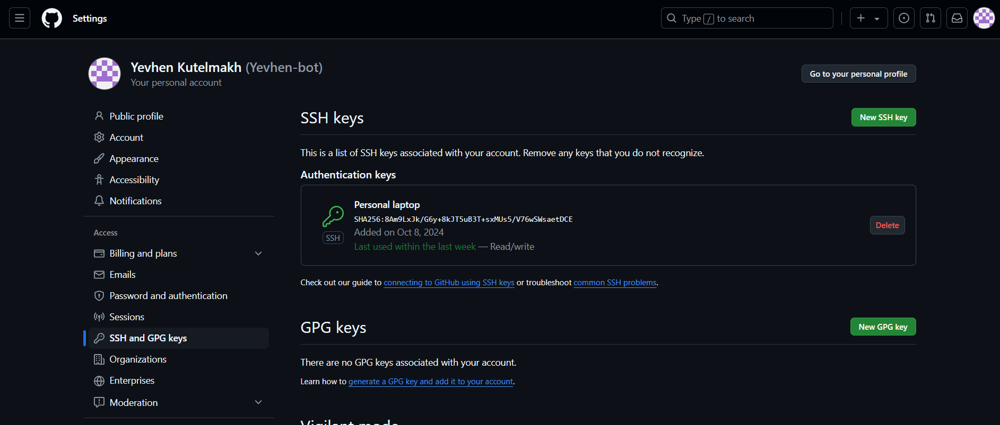 Settings
Type / to search
Yevhen Kutelmakh (Yevhen-bot)
Your personal account
Go to your personal profile
Public profile
Account
Appearance
Accessibility
Notifications
Access
Billing and plans
Emails
Password and authentication
Sessions
SSH and GPG keys
Organizations
Enterprises
Moderation
SSH keys
New SSH key
This is a list of SSH keys associated with your account. Remove any keys that you do not recognize.
Authentication keys
Personal laptop
SHA256:8Am9LxJk/G6y+8kJT5uB3T+sxMUs5/V76wSWsaetDCE
Added on Oct 8, 2024
Last used within the last week — Read/write
SSH
Delete
Check out our guide to connecting to GitHub using SSH keys or troubleshoot common SSH problems.
GPG keys
New GPG key
There are no GPG keys associated with your account.
Learn how to generate a GPG key and add it to your account.
Vigilant mode